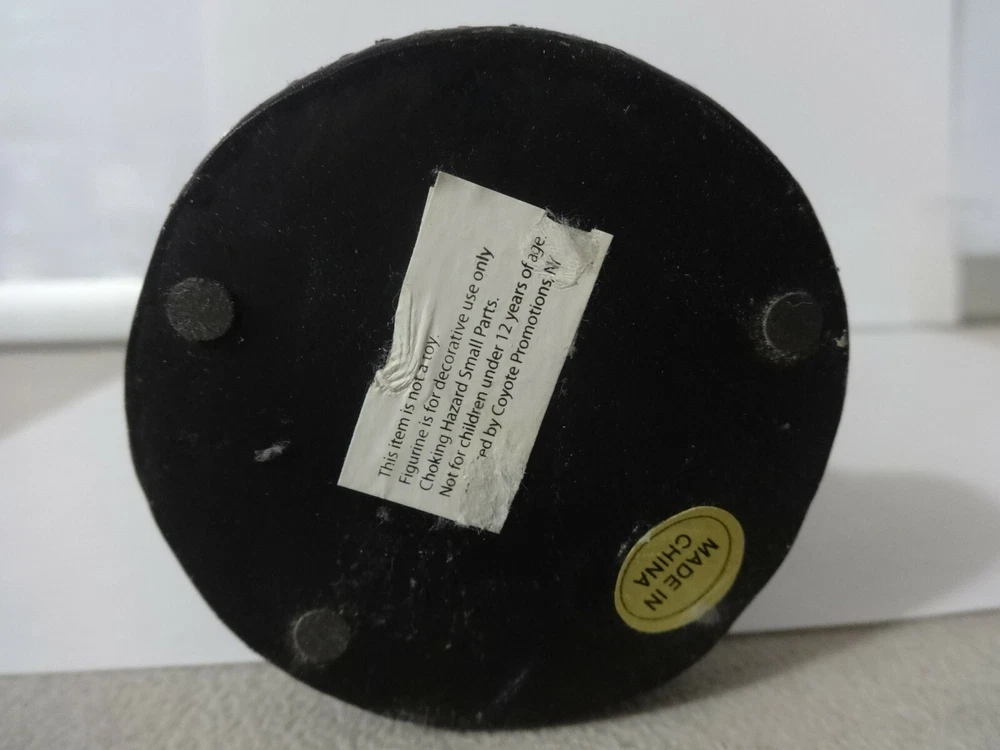 This item is not a toy.
Figurine is for decorative use only
Choking Hazard Small Parts.
Not for children under 12 years of age.
by Coyote Promotions,
MADE IN
CHINA